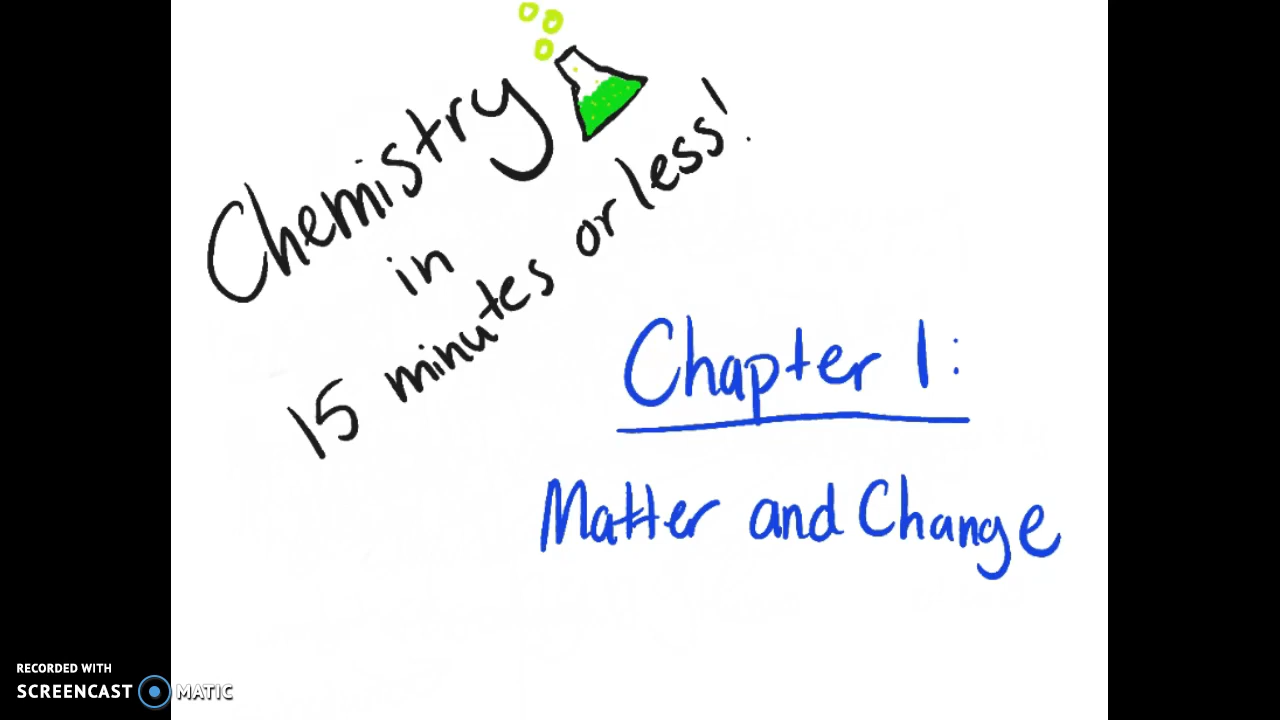 Chemistry
in
15 minutes or less!
Chapter 1:
Matter and Change
RECORDED WITH
SCREENCAST MATIC